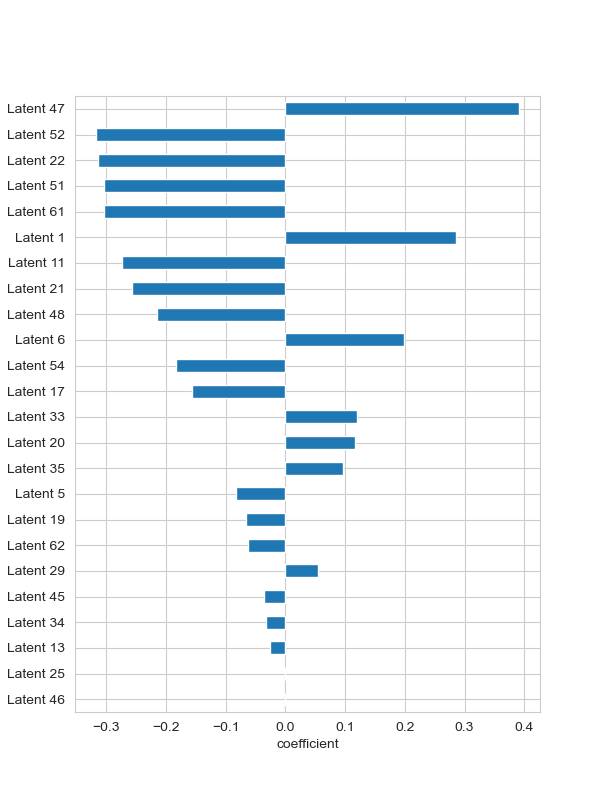 Latent 47
Latent 52
Latent 22
Latent 51
Latent 61
Latent 1
Latent 11
Latent 21
Latent 48
Latent 6
Latent 54
Latent 17
Latent 33
Latent 20
Latent 35
Latent 5
Latent 19
Latent 62
Latent 29
Latent 45
Latent 34
Latent 13
Latent 25
Latent 46
−0.3 −0.2 −0.1 0.0 0.1 0.2 0.3 0.4
coefficient